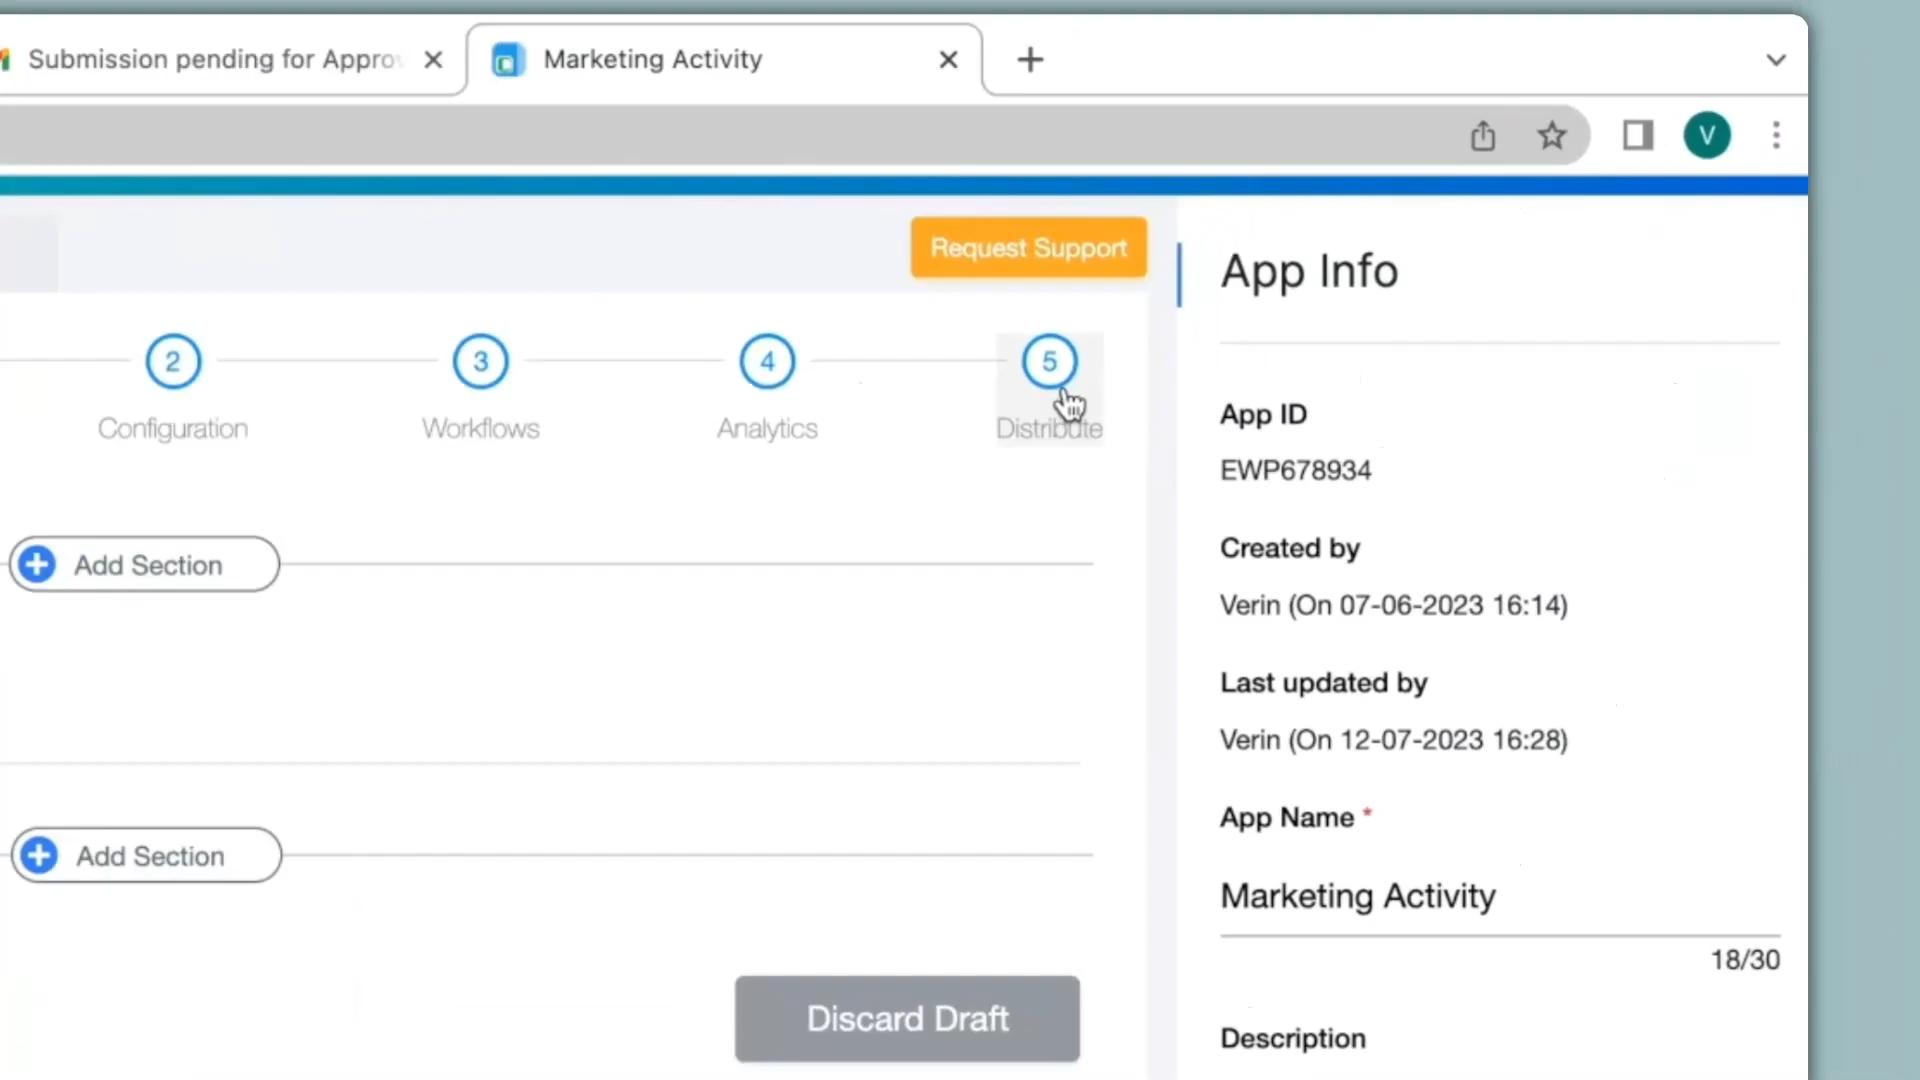 Submission pending for Approv
Marketing Activity
V
Request Support
2
3
4
5
Configuration
Workflows
Analytics
Distribute
Add Section
Add Section
Discard Draft
App Info
App ID
EWP678934
Created by
Verin (On 07-06-2023 16:14)
Last updated by
Verin (On 12-07-2023 16:28)
App Name *
Marketing Activity
18/30
Description